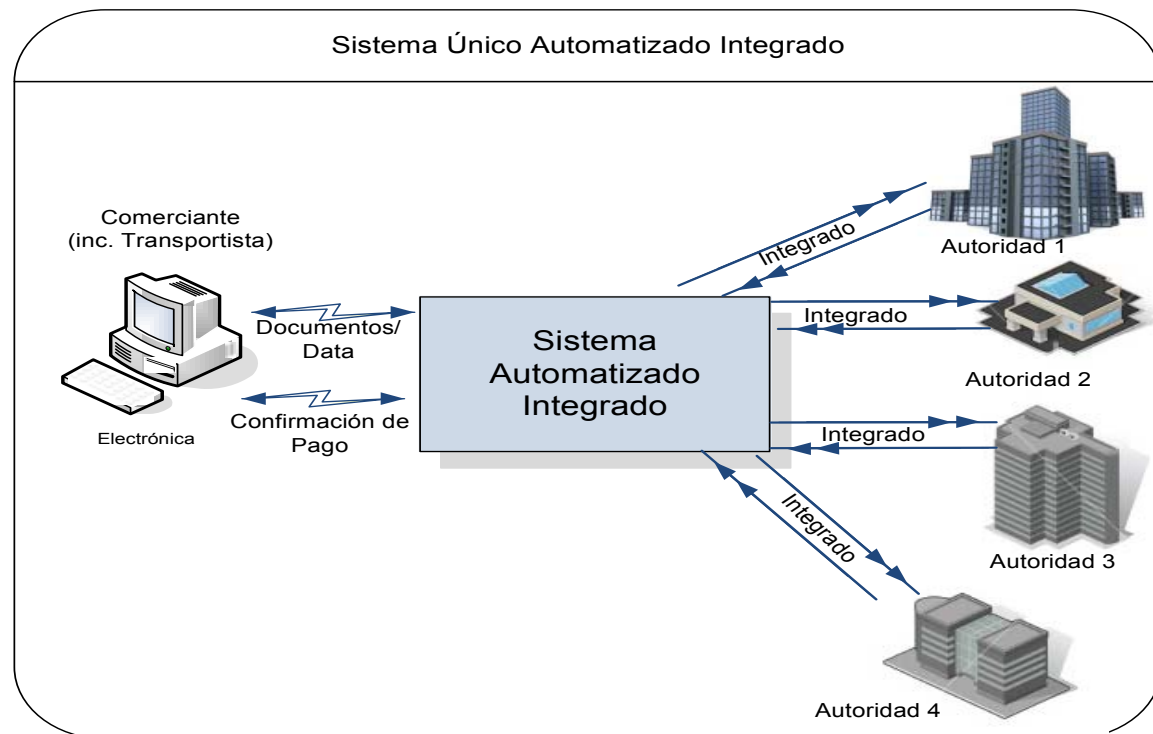 Sistema Único Automatizado Integrado
Comerciante
(inc. Transportista)
Electrónica
Documentos/
Data
Confirmación de
Pago
Sistema
Automatizado
Integrado
Integrado
Autoridad 1
Integrado
Autoridad 2
Integrado
Autoridad 3
Integrado
Autoridad 4